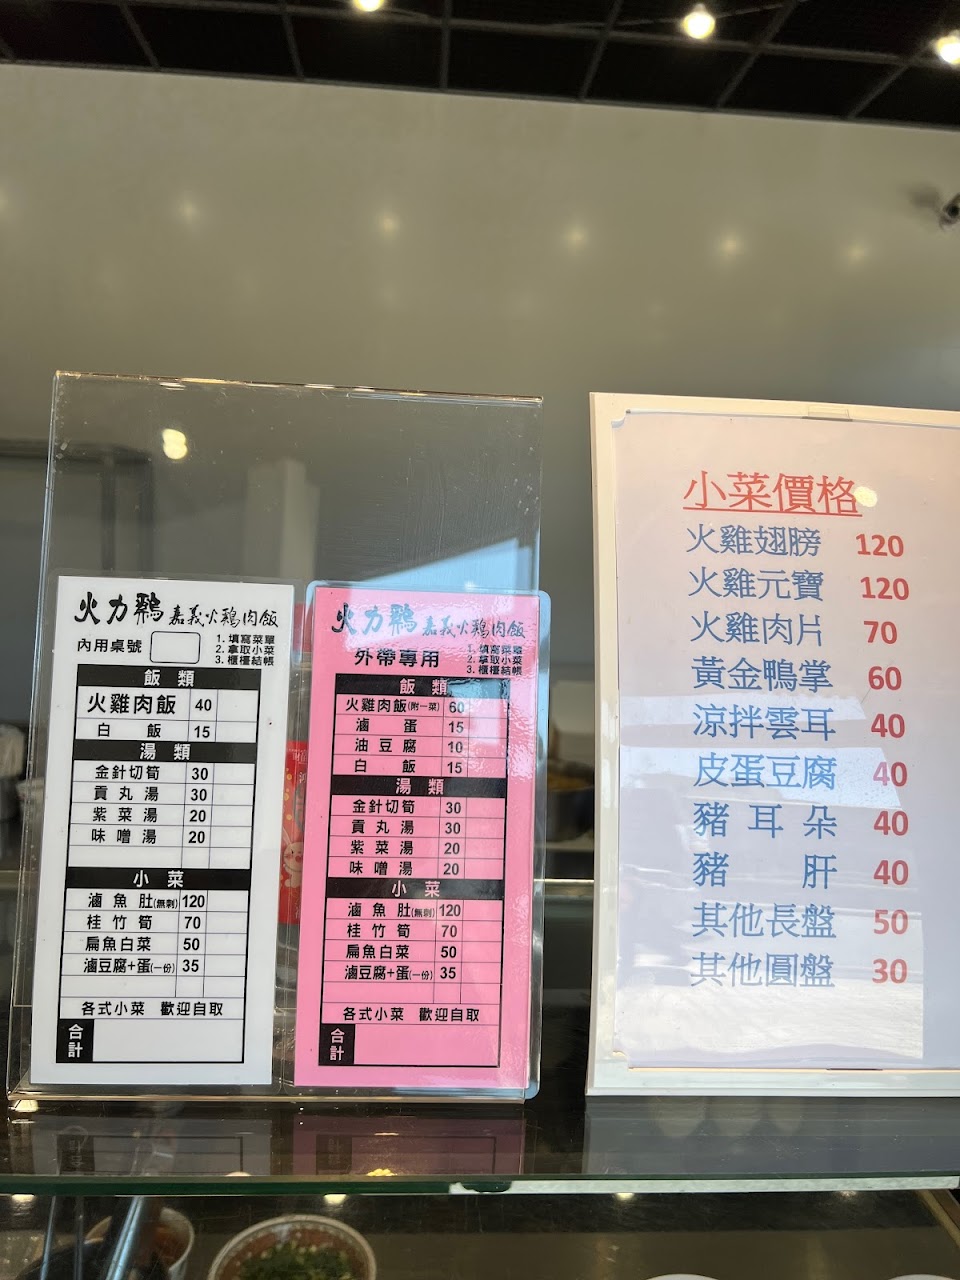 火力鷄 嘉義火鷄肉飯
內用桌號
1. 填寫菜單
2. 拿取小菜
3. 櫃檯結帳
飯 類
火雞肉飯 40
白 飯 15
湯 類
金針切筍 30
貢丸湯 30
紫菜湯 20
味噌湯 20
小 菜
滷魚肚(無刺) 120
桂竹筍 70
扁魚白菜 50
滷豆腐+蛋(一份) 35
各式小菜 歡迎自取
合計
火力鷄 嘉義火鷄肉飯
外帶專用
1. 填寫菜單
2. 拿取小菜
3. 櫃檯結帳
飯 類
火雞肉飯(附一菜) 60
滷 蛋 15
油豆腐 10
白 飯 15
湯 類
金針切筍 30
貢丸湯 30
紫菜湯 20
味噌湯 20
小 菜
滷魚肚(無刺) 120
桂竹筍 70
扁魚白菜 50
滷豆腐+蛋(一份) 35
各式小菜 歡迎自取
合計
小菜價格
火雞翅膀 120
火雞元寶 120
火雞肉片 70
黃金鴨掌 60
涼拌雲耳 40
皮蛋豆腐 40
豬耳朵 40
豬 肝 40
其他長盤 50
其他圓盤 30